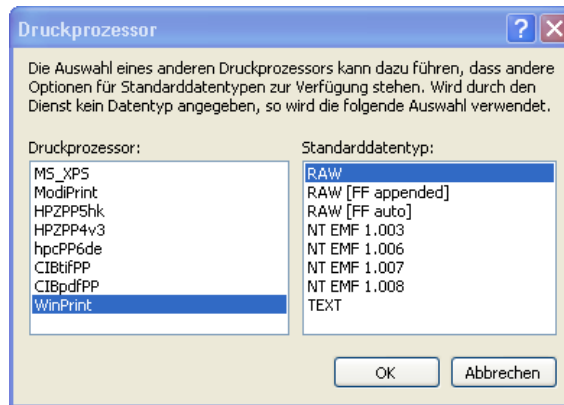 Druckprozessor
Die Auswahl eines anderen Druckprozessors kann dazu führen, dass andere
Optionen für Standarddatentypen zur Verfügung stehen. Wird durch den
Dienst kein Datentyp angegeben, so wird die folgende Auswahl verwendet.
Druckprozessor:
MS_XPS
ModiPrint
HPZPP5hk
HPZPP4v3
hpcPP6de
CIBtifPP
CIBpdfPP
WinPrint
Standarddatentyp:
RAW
RAW [FF appended]
RAW [FF auto]
NT EMF 1.003
NT EMF 1.006
NT EMF 1.007
NT EMF 1.008
TEXT
OK
Abbrechen